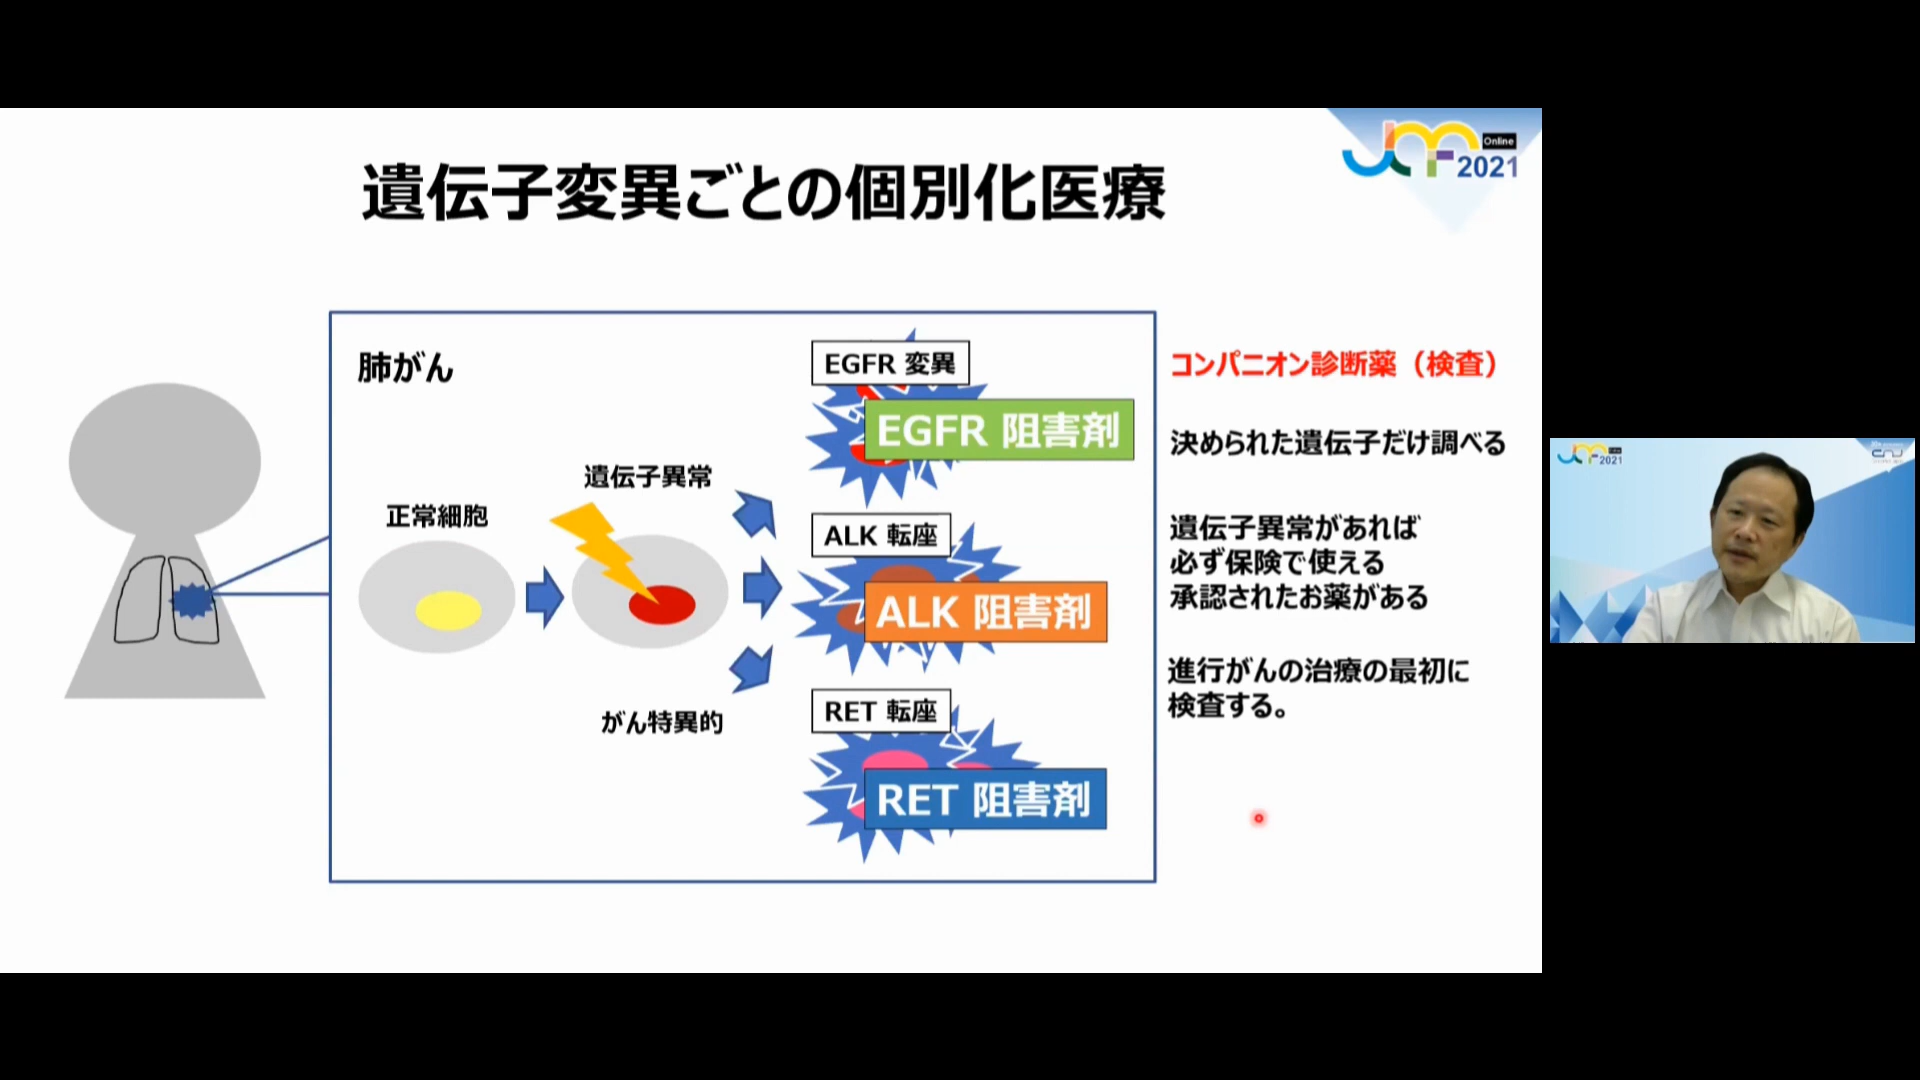 遺伝子変異ごとの個別化医療
Online
JCMF
2021
肺がん
正常細胞
遺伝子異常
がん特異的
EGFR 変異
EGFR 阻害剤
ALK 転座
ALK 阻害剤
RET 転座
RET 阻害剤
コンパニオン診断薬（検査）
決められた遺伝子だけ調べる
遺伝子異常があれば
必ず保険で使える
承認されたお薬がある
進行がんの治療の最初に
検査する。
2021